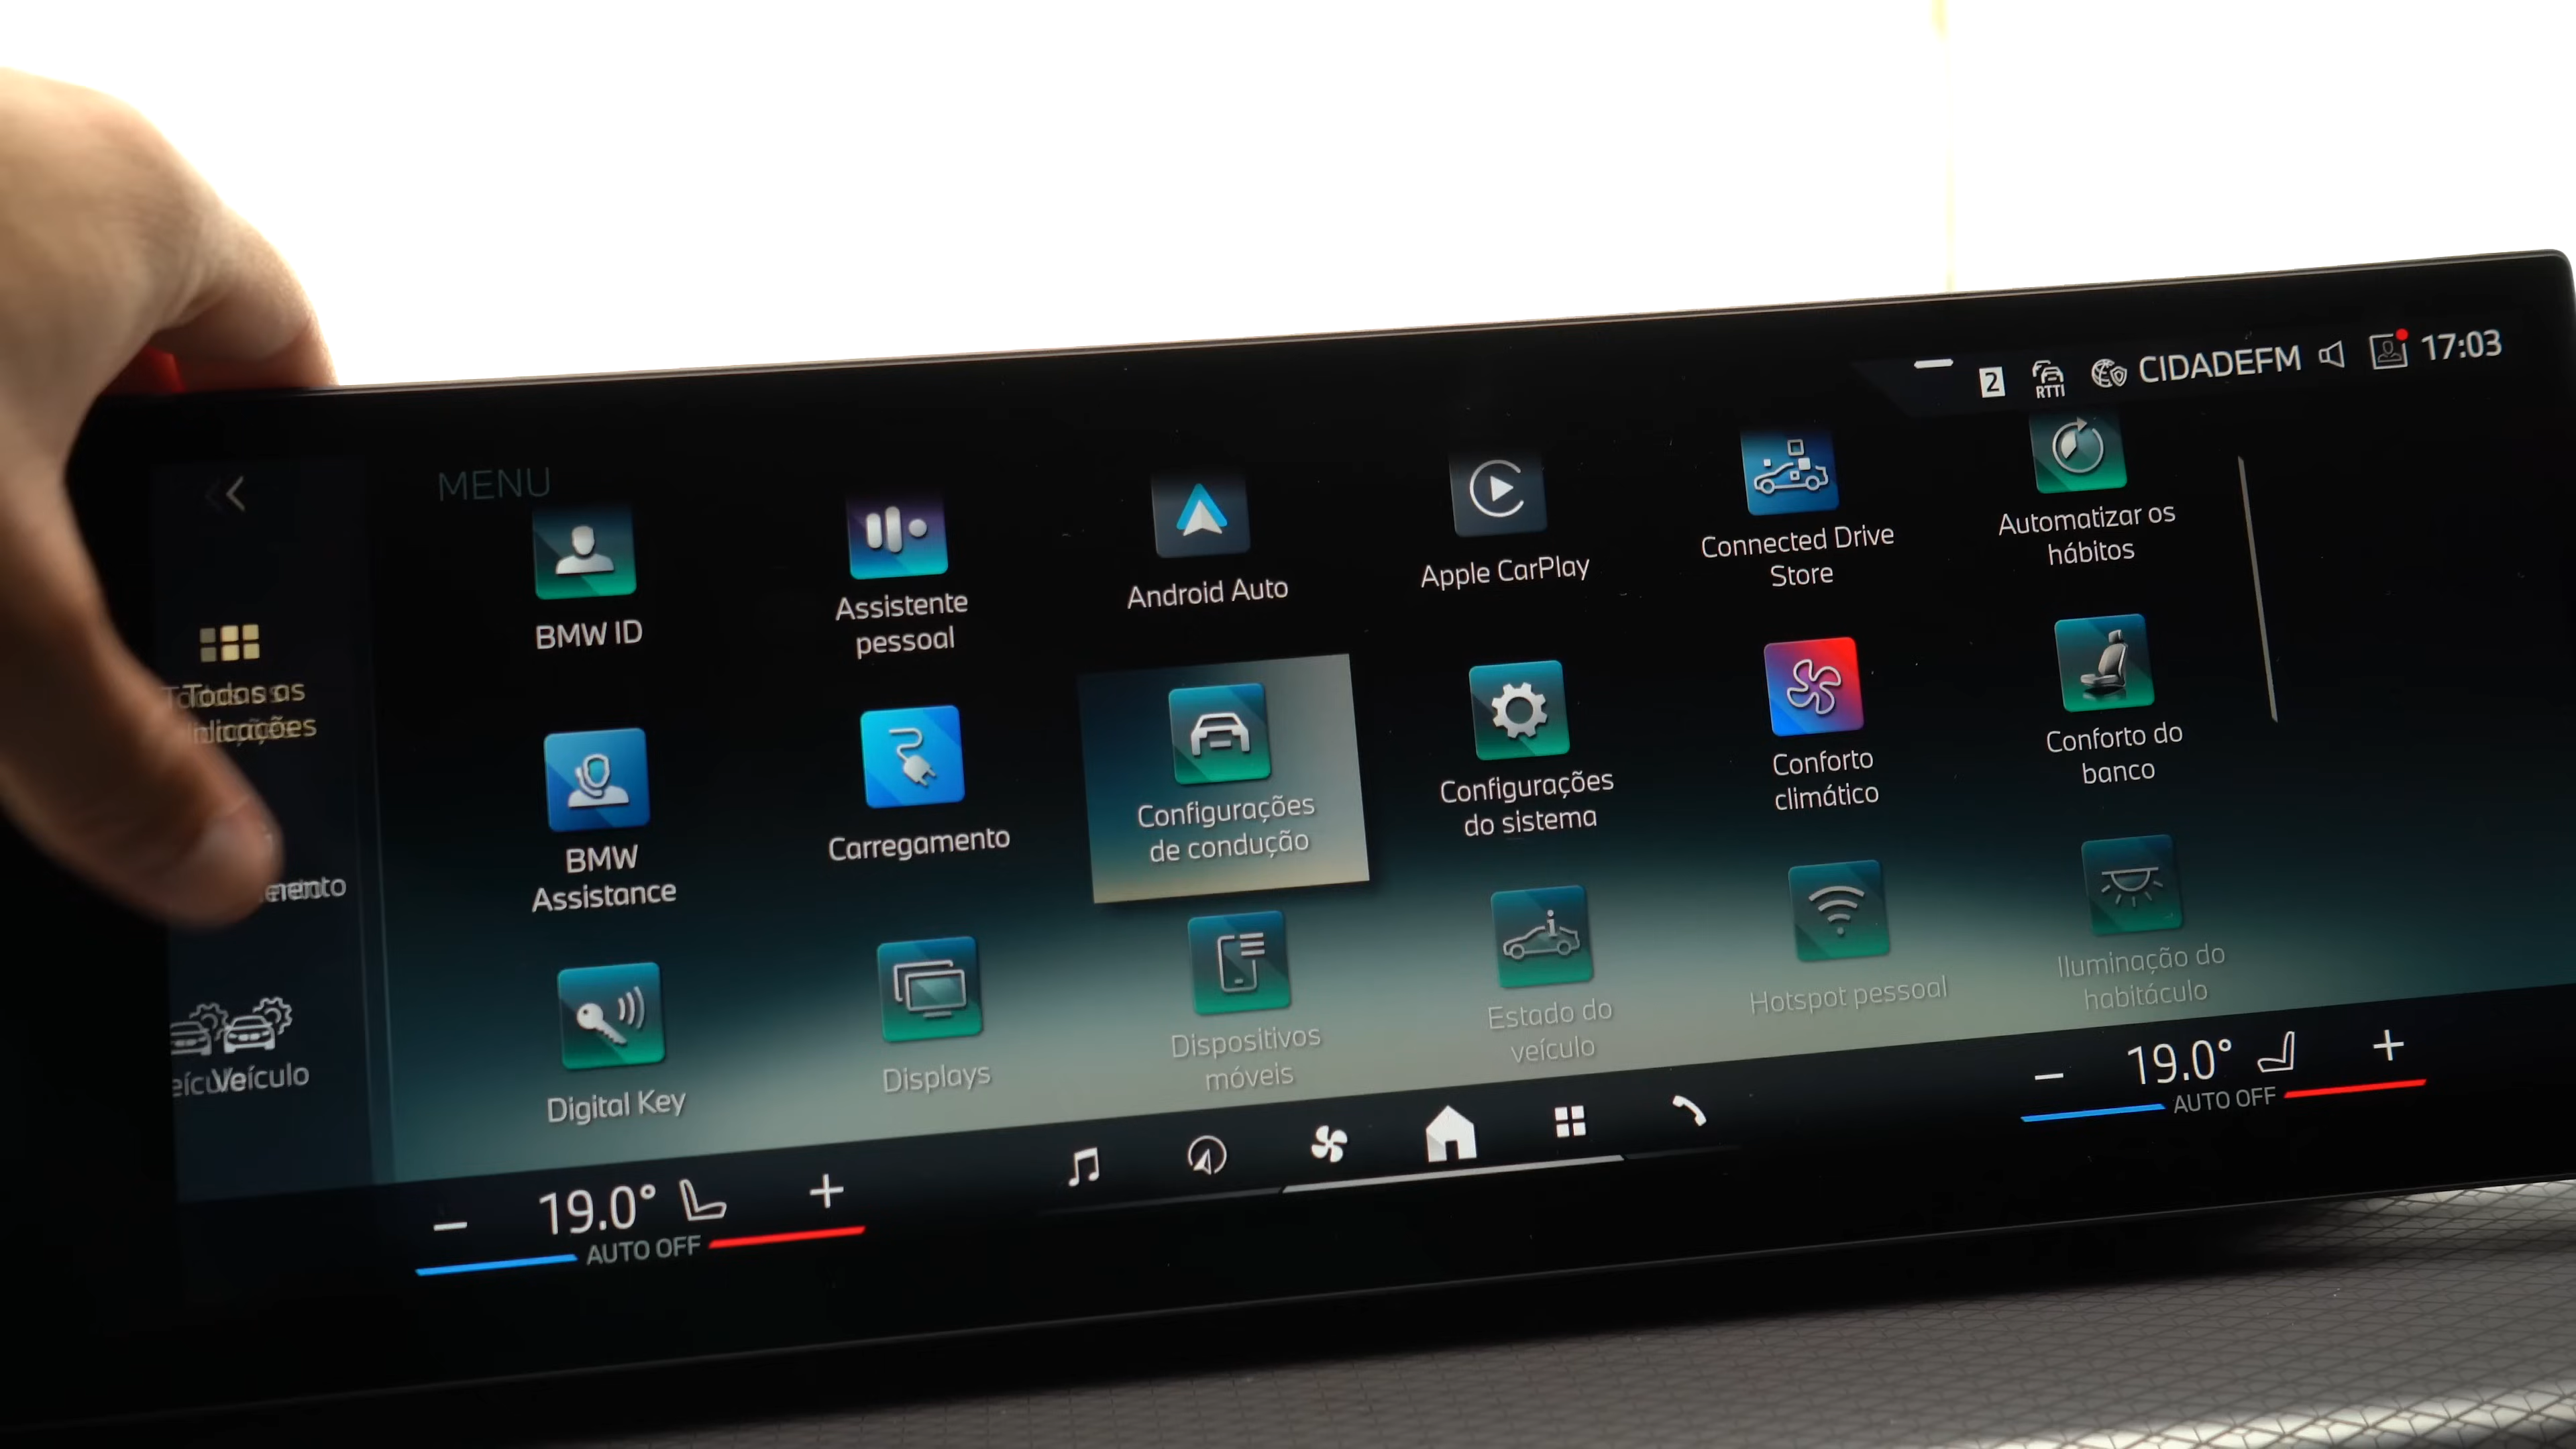 2
RTTI
CIDADEFM
17:03
MENU
BMW ID
Assistente
pessoal
Android Auto
Apple CarPlay
Connected Drive
Store
Automatizar os
hábitos
Todas as
BMW
Assistance
Carregamento
Configurações
de condução
Configurações
do sistema
Conforto
climático
Conforto do
banco
Veículo
Digital Key
Displays
Dispositivos
móveis
Estado do
veículo
Hotspot pessoal
Iluminação do
habitáculo
19.0°
AUTO OFF
19.0°
AUTO OFF